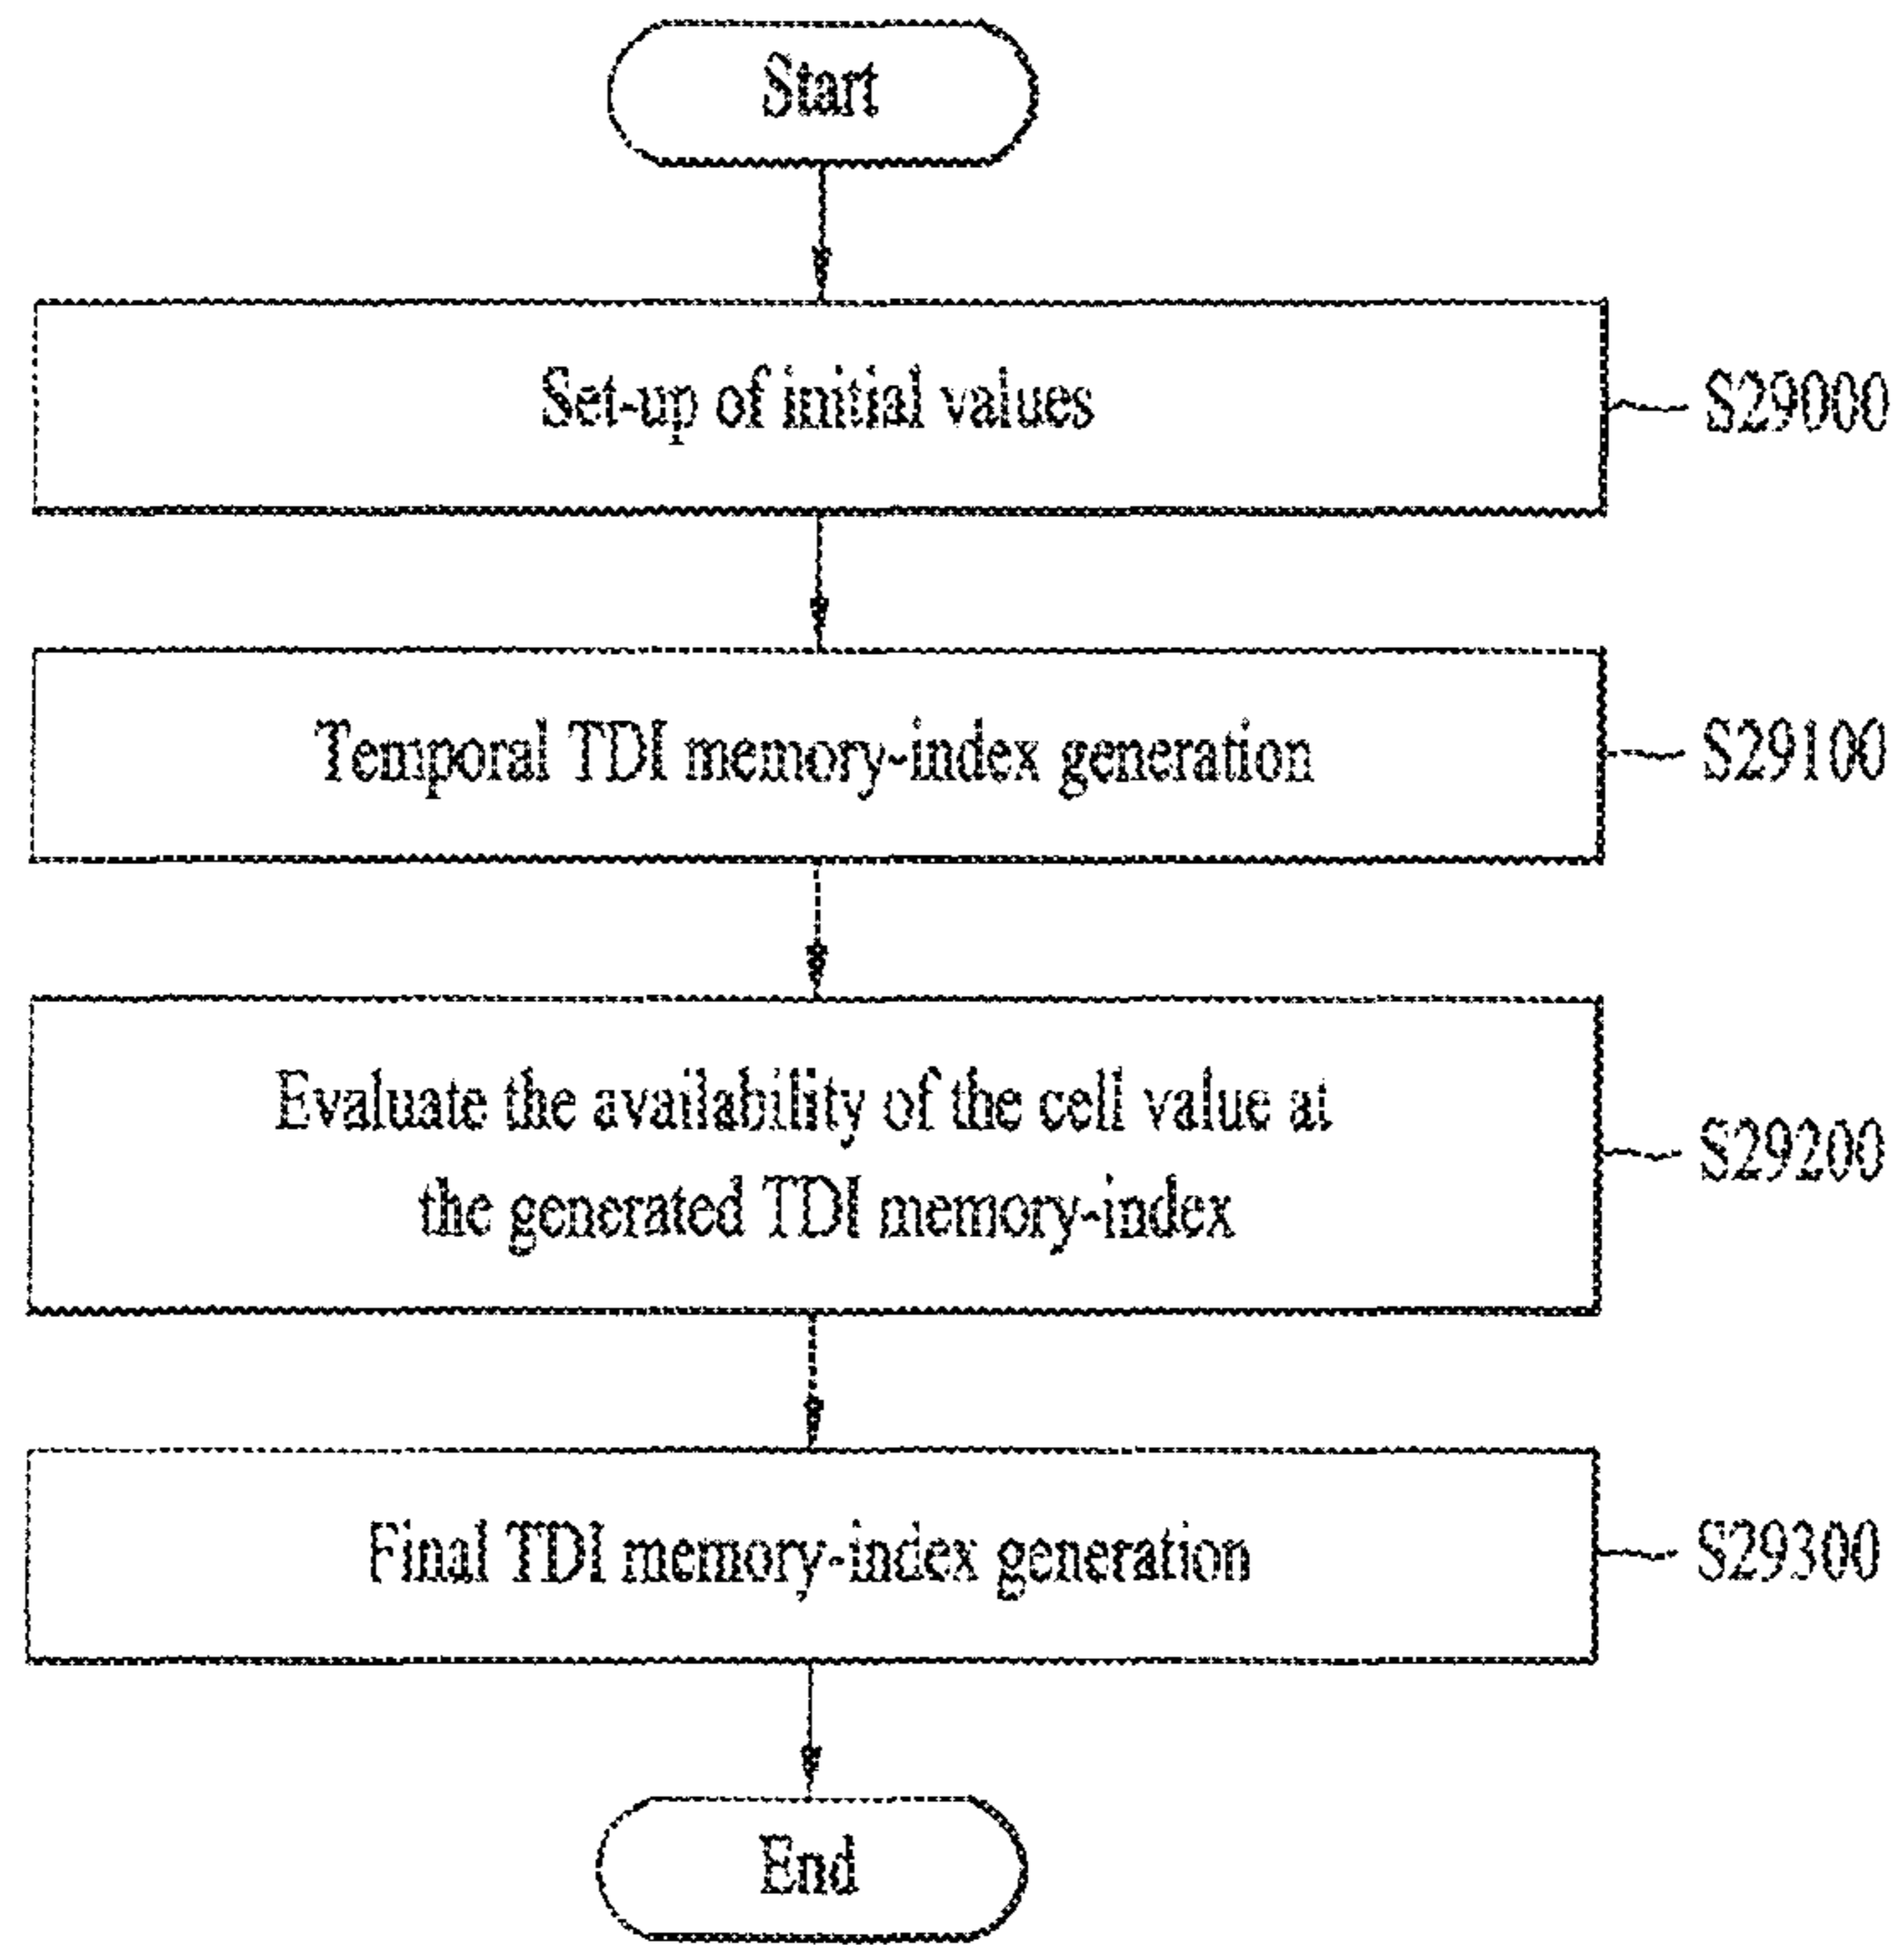 Start
Set-up of initial values
S29000
Temporal TDI memory-index generation
S29100
Evaluate the availability of the cell value at
the generated TDI memory-index
S29200
Final TDI memory-index generation
S29300
End